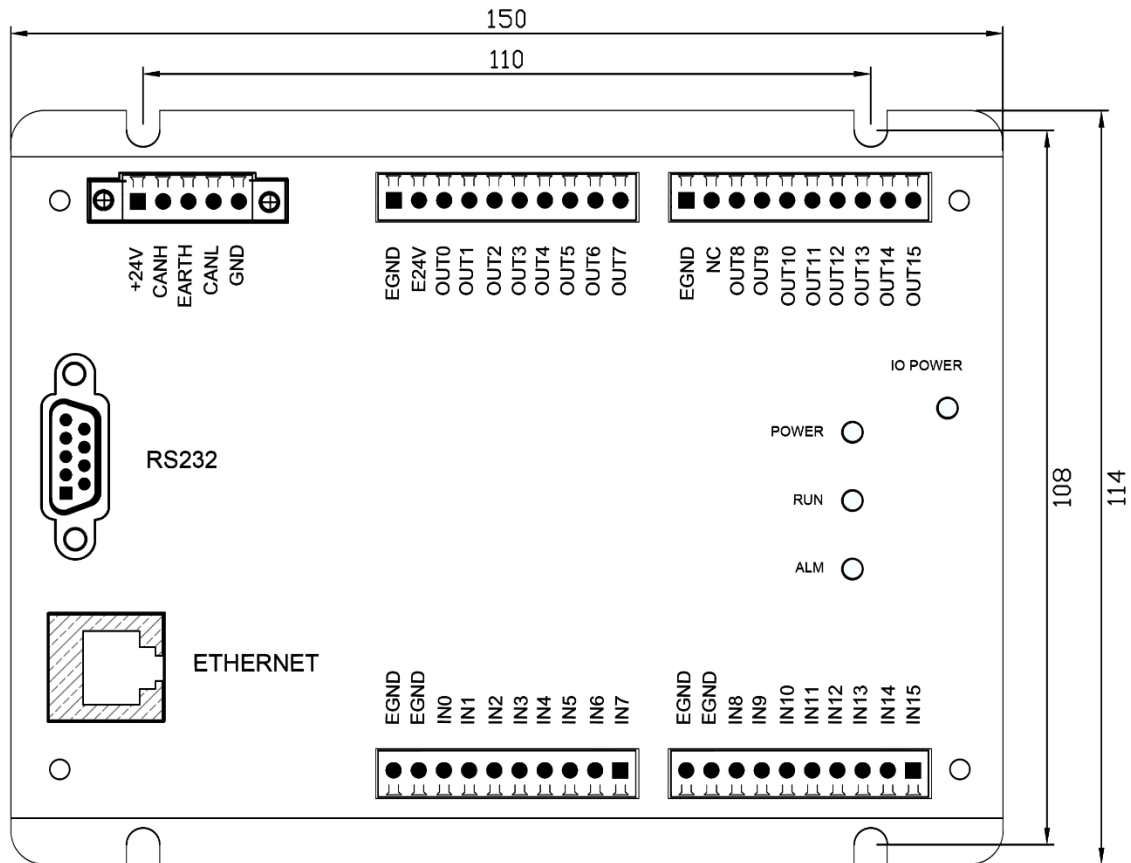 150
110
+24V
CANH
EARTH
CANL
GND
EGND
E24V
OUT0
OUT1
OUT2
OUT3
OUT4
OUT5
OUT6
OUT7
EGND
NC
OUT8
OUT9
OUT10
OUT11
OUT12
OUT13
OUT14
OUT15
IO POWER
POWER
RS232
RUN
108
114
ALM
ETHERNET
EGND
EGND
IN0
IN1
IN2
IN3
IN4
IN5
IN6
IN7
EGND
EGND
IN8
IN9
IN10
IN11
IN12
IN13
IN14
IN15